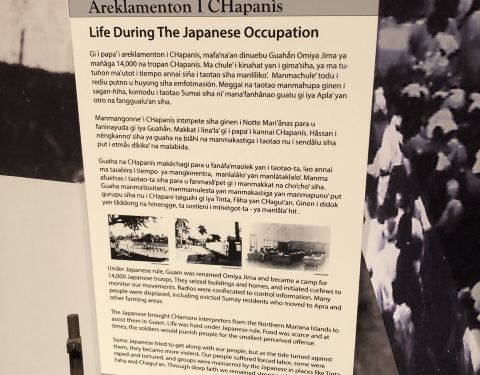 Areklamenton I CHapanis
Life During The Japanese Occupation
Gi i papa' i areklamenton i CHapanis, mafa'na'an dinuebu Guahån Omiya Jima ya
mañåga 14,000 na tropan CHapanis. Ma chule' i kinahat yan i gima'siha, ya ma tu-
tuhon ma'utot i tiempo annai siña i taotao siha manliliko'. Manmachule' todu i
rediu putno u huyong siha emfotmasión. Meggai na taotao manmahupa ginen i
sagan-ñiha, kontodu i taotao Sumai siha ni' mana'fanhånao guatu gi iya Apla' yan
otro na fanggualu'an siha.
Manmangonne' i CHapanis intetpete siha ginen i Notte Mari'ånas para u
faninayuda gi iya Guahan. Makkat i lina'la' gi i papa' i kannai CHapanis. Håssan i
nengkanno' siha ya guaha na biåhi na manmakastiga i taotao nu i sendålu siha
put i etmås dikike' na malabida.
Guaha na CHapanis makéchagi para u fanáfa'maolek yan i taotao-ta, lao annai
ma tarabira i tiempo ya mangkinentra, manlalålo' yan manlátaklalo'. Manma
afuetsas i taotao-ta siha para u fanmasåpet gi i manmakkat na cho'cho' siha.
Guaha manma'ússitani, manmamulesta yan manmakastiga yan manmapuno' put
gurupu siha nu i CHapani taiguihi gi iya Tinta, Fåha yan CHagui'an. Ginen i didok
yan tåddong na hinengge, ta sostieni i minetgot-ta - ya manlåla' hit .
Under Japanese rule, Guam was renamed Omiya Jima and became a camp for
14,000 Japanese troops. They seized buildings and homes, and initiated curfews to
monitor our movements. Radios were confiscated to control information. Many
people were displaced, including evicted Sumay residents who moved to Apra and
other farming areas.
The Japanese brought CHamoru interpreters from the Northern Mariana Islands to
assist them in Guam. Life was hard under Japanese rule. Food was scarce and at
times, the soldiers would punish people for the smallest perceived offense.
Some Japanese tried to get along with our people, but as the tide turned against
them, they became more violent. Our people suffered forced labor, some were
raped and tortured, and groups were massacred by the Japanese in places like Tinta,
Faha and Chagui'an. Through deep faith we remained